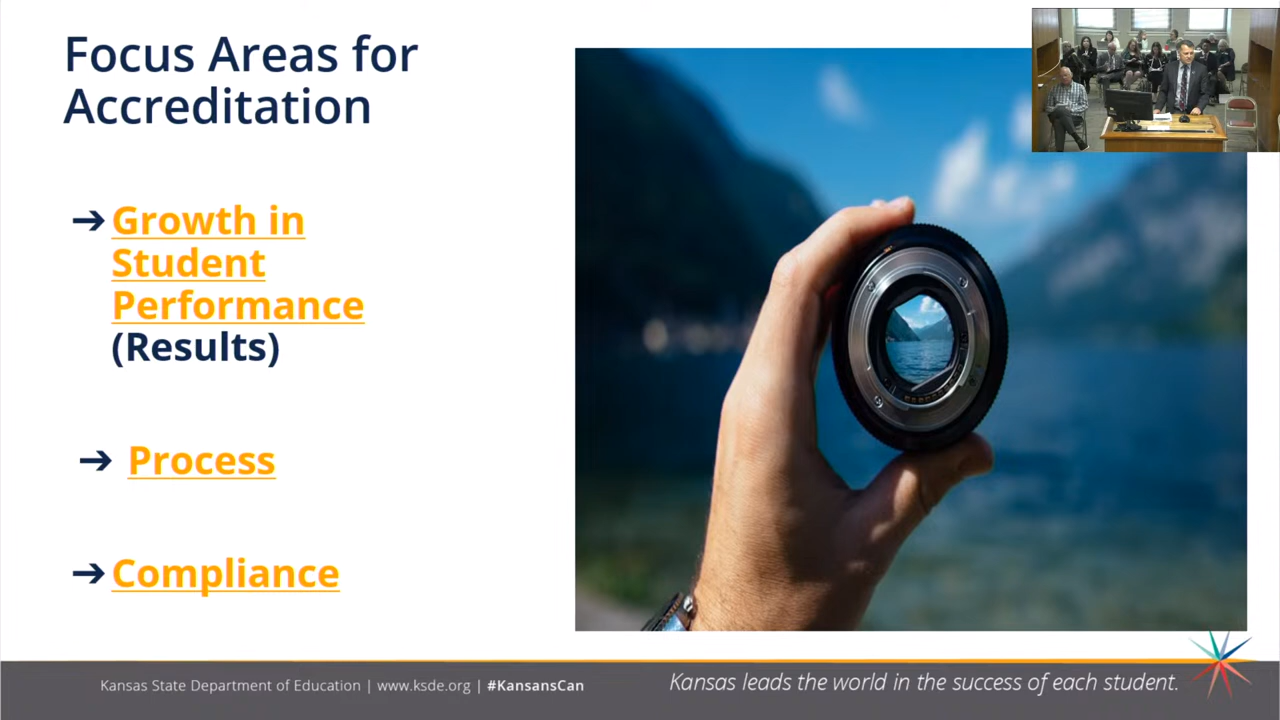 Focus Areas for
Accreditation
➔ Growth in
Student
Performance
(Results)
➔ Process
➔ Compliance
Kansas State Department of Education | www.ksde.org | #KansansCan
Kansas leads the world in the success of each student.